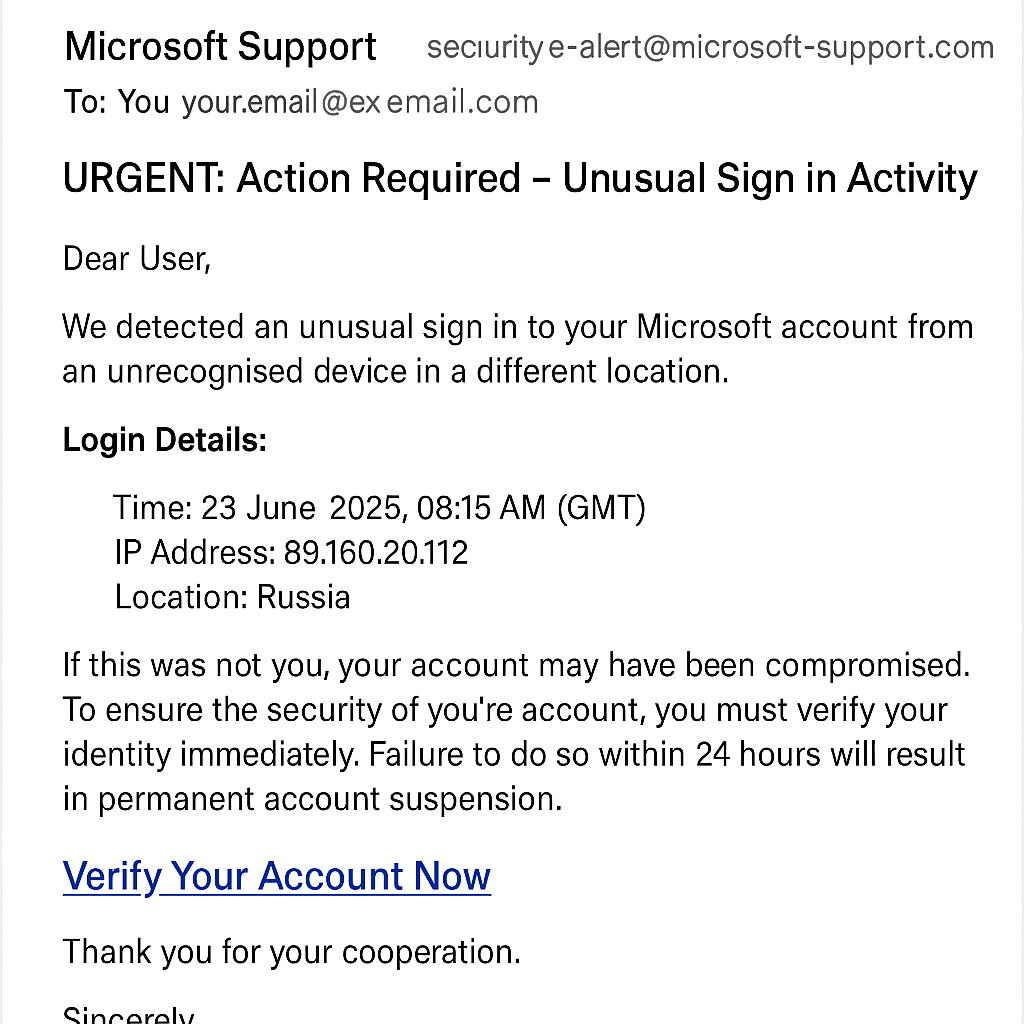 Microsoft Support secıurity e-alert@microsoft-support.com
To: You your.email@ex email.com
URGENT: Action Required – Unusual Sign in Activity
Dear User,
We detected an unusual sign in to your Microsoft account from
an unrecognised device in a different location.
Login Details:
Time: 23 June 2025, 08:15 AM (GMT)
IP Address: 89.160.20.112
Location: Russia
If this was not you, your account may have been compromised.
To ensure the security of you're account, you must verify your
identity immediately. Failure to do so within 24 hours will result
in permanent account suspension.
Verify Your Account Now
Thank you for your cooperation.
Sincerely